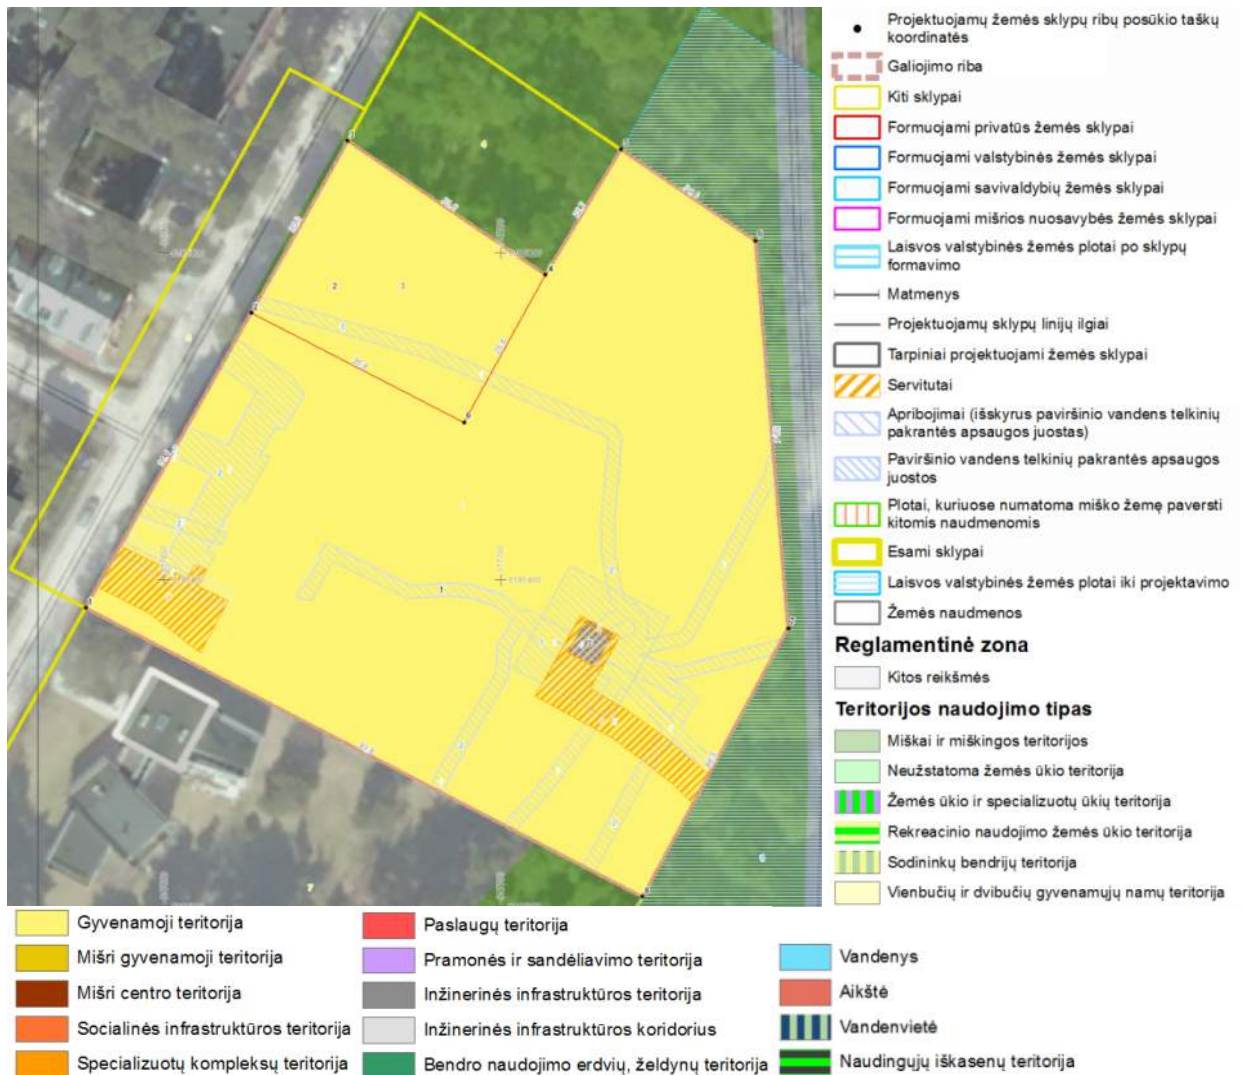 Projektuojamų žemės sklypų ribų posūkio taškų
koordinatės
Galiojimo riba
Kiti sklypai
Formuojami privatūs žemės sklypai
Formuojami valstybinės žemės sklypai
Formuojami savivaldybių žemės sklypai
Formuojami mišrios nuosavybės žemės sklypai
Laisvos valstybinės žemės plotai po sklypų
formavimo
Matmenys
Projektuojamų sklypų linijų ilgiai
Tarpiniai projektuojami žemės sklypai
Servitutai
Apribojimai (išskyrus paviršinio vandens telkinių
pakrantės apsaugos juostas)
Paviršinio vandens telkinių pakrantės apsaugos
juostos
Plotai, kuriuose numatoma miško žemę paversti
kitomis naudmenomis
Esami sklypai
Laisvos valstybinės žemės plotai iki projektavimo
Žemės naudmenos
Reglamentinė zona
Kitos reikšmės
Teritorijos naudojimo tipas
Miškai ir miškingos teritorijos
Neužstatoma žemės ūkio teritorija
Žemės ūkio ir specializuotų ūkių teritorija
Rekreacinio naudojimo žemės ūkio teritorija
Sodininkų bendrijų teritorija
Vienbučių ir dvibučių gyvenamųjų namų teritorija
Gyvenamoji teritorija
Mišri gyvenamoji teritorija
Mišri centro teritorija
Socialinės infrastruktūros teritorija
Specializuotų kompleksų teritorija
Paslaugų teritorija
Pramonės ir sandėliavimo teritorija
Inžinerinės infrastruktūros teritorija
Inžinerinės infrastruktūros koridorius
Bendro naudojimo erdvių, želdynų teritorija
Vandenys
Aikštė
Vandenvietė
Naudingųjų iškasenų teritorija